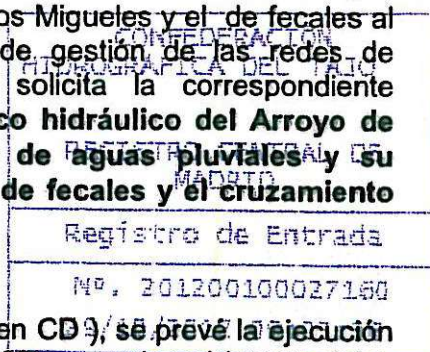 os Migueles y el de fecales al
CONFEDERACIÓN
de gestión de las redes de
HIDROGRÁFICA DEL TAJO
solicita la correspondiente
co hidráulico del Arroyo de
REGISTRO GENERAL DE
de aguas pluviales y su
MADRID
de fecales y el cruzamiento
Registro de Entrada
Nº. 201200100027160
en CD ), se prevé la ejecución